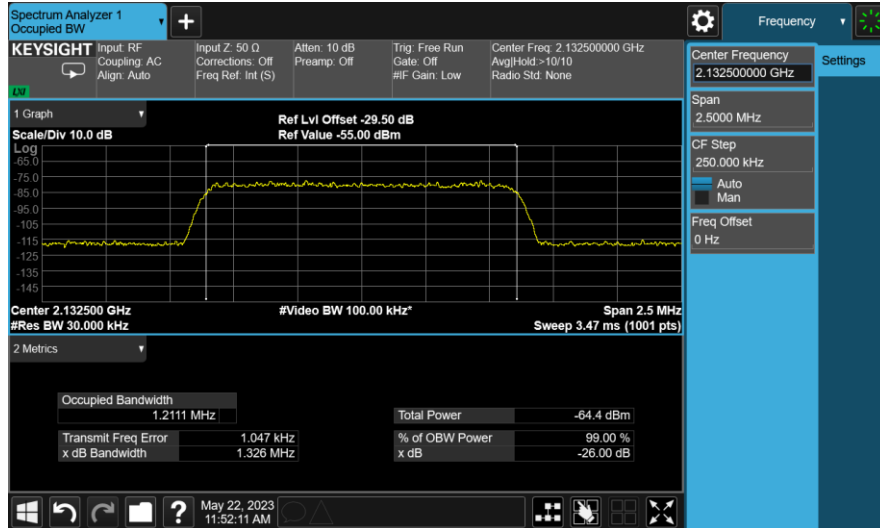 Spectrum Analyzer 1
Occupied BW
+
Frequency
KEYSIGHT
LXI
Input: RF
Coupling: AC
Align: Auto
Input Z: 50 Ω
Corrections: Off
Freq Ref: Int (S)
Atten: 10 dB
Preamp: Off
Trig: Free Run
Gate: Off
#IF Gain: Low
Center Freq: 2.132500000 GHz
Avg|Hold:>10/10
Radio Std: None
Center Frequency
2.132500000 GHz
Settings
Span
2.5000 MHz
CF Step
250.000 kHz
Auto
Man
Freq Offset
0 Hz
1 Graph
Scale/Div 10.0 dB
Ref Lvl Offset -29.50 dB
Ref Value -55.00 dBm
Log
-65.0
-75.0
-85.0
-95.0
-105
-115
-125
-135
-145
Center 2.132500 GHz
#Video BW 100.00 kHz*
Span 2.5 MHz
#Res BW 30.000 kHz
Sweep 3.47 ms (1001 pts)
2 Metrics
Occupied Bandwidth
1.2111 MHz
Total Power -64.4 dBm
Transmit Freq Error 1.047 kHz
% of OBW Power 99.00 %
x dB Bandwidth 1.326 MHz
x dB -26.00 dB
?
May 22, 2023
11:52:11 AM